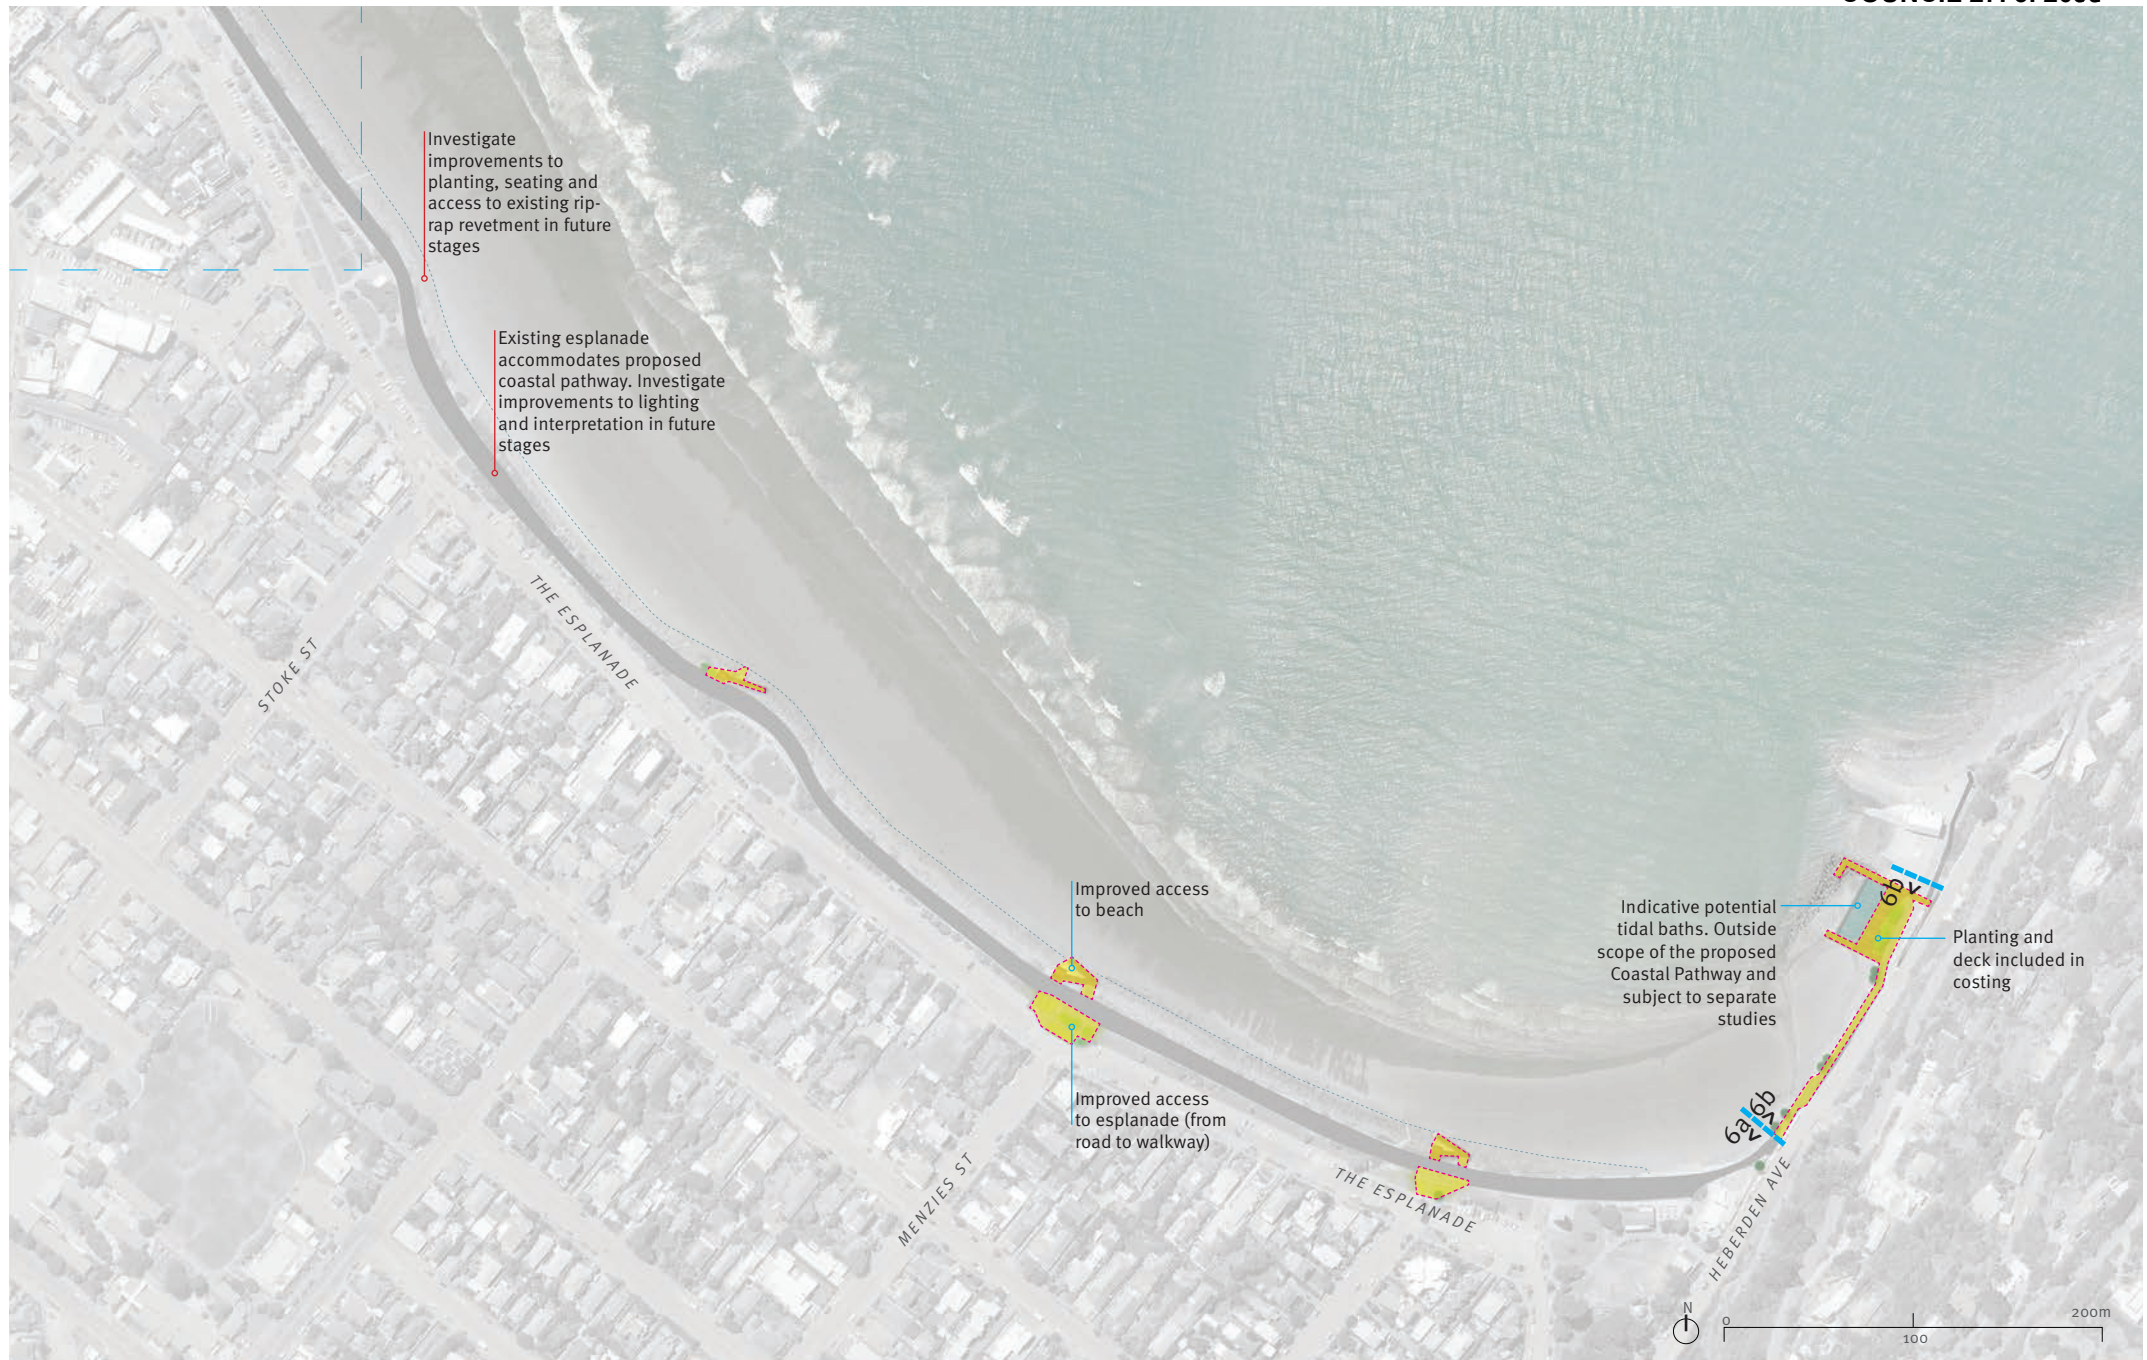 Investigate
improvements to
planting, seating and
access to existing rip-
rap revetment in future
stages
Existing esplanade
accommodates proposed
coastal pathway. Investigate
improvements to lighting
and interpretation in future
stages
THE ESPLANADE
STOKE ST
Improved access
to beach
6b
Indicative potential
tidal baths. Outside
scope of the proposed
Coastal Pathway and
subject to separate
studies
Planting and
deck included in
costing
Improved access
to esplanade (from
road to walkway)
6b
6a
MENZIES ST
THE ESPLANADE
HEBERDEN AVE
N
0
100
200m